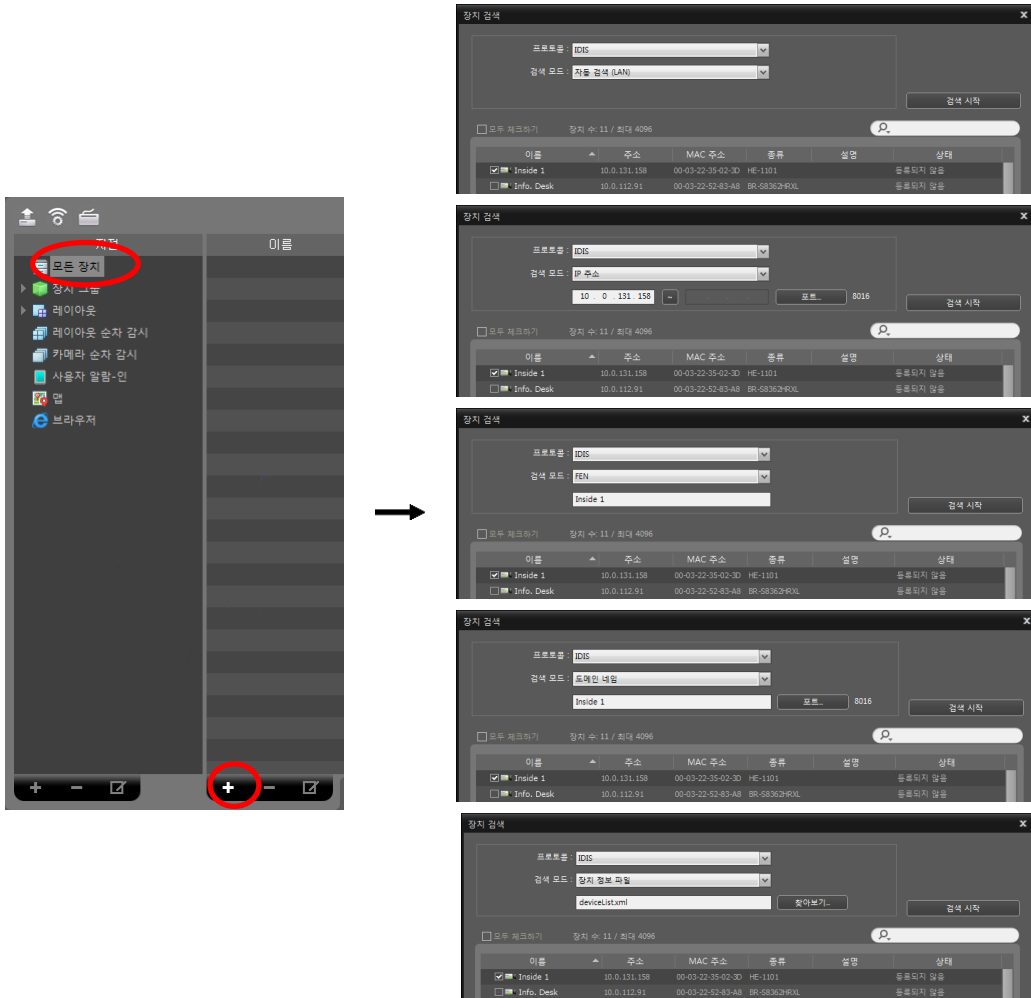 이름
모든 장치
장치 그룹
레이아웃
레이아웃 순차 감시
카메라 순차 감시
사용자 알람-인
맵
브라우저
장치 검색
프로토콜 : IDIS
검색 모드 : 자동 검색 (LAN)
검색 시작
모두 체크하기 장치 수: 11 / 최대 4096
이름 주소 MAC 주소 종류 설명 상태
Inside 1 10.0.131.158 00-03-22-35-02-3D HE-1101 등록되지 않음
Info. Desk 10.0.112.91 00-03-22-52-83-A8 BR-S8362HRXL 등록되지 않음
장치 검색
프로토콜 : IDIS
검색 모드 : IP 주소
10 . 0 . 131 . 158 ~ 포트... 8016
검색 시작
모두 체크하기 장치 수: 11 / 최대 4096
이름 주소 MAC 주소 종류 설명 상태
Inside 1 10.0.131.158 00-03-22-35-02-3D HE-1101 등록되지 않음
Info. Desk 10.0.112.91 00-03-22-52-83-A8 BR-S8362HRXL 등록되지 않음
장치 검색
프로토콜 : IDIS
검색 모드 : FEN
Inside 1
검색 시작
모두 체크하기 장치 수: 11 / 최대 4096
이름 주소 MAC 주소 종류 설명 상태
Inside 1 10.0.131.158 00-03-22-35-02-3D HE-1101 등록되지 않음
Info. Desk 10.0.112.91 00-03-22-52-83-A8 BR-S8362HRXL 등록되지 않음
장치 검색
프로토콜 : IDIS
검색 모드 : 도메인 네임
Inside 1 포트... 8016
검색 시작
모두 체크하기 장치 수: 11 / 최대 4096
이름 주소 MAC 주소 종류 설명 상태
Inside 1 10.0.131.158 00-03-22-35-02-3D HE-1101 등록되지 않음
Info. Desk 10.0.112.91 00-03-22-52-83-A8 BR-S8362HRXL 등록되지 않음
장치 검색
프로토콜 : IDIS
검색 모드 : 장치 정보 파일
deviceList.xml 찾아보기...
검색 시작
모두 체크하기 장치 수: 11 / 최대 4096
이름 주소 MAC 주소 종류 설명 상태
Inside 1 10.0.131.158 00-03-22-35-02-3D HE-1101 등록되지 않음
Info. Desk 10.0.112.91 00-03-22-52-83-A8 BR-S8362HRXL 등록되지 않음